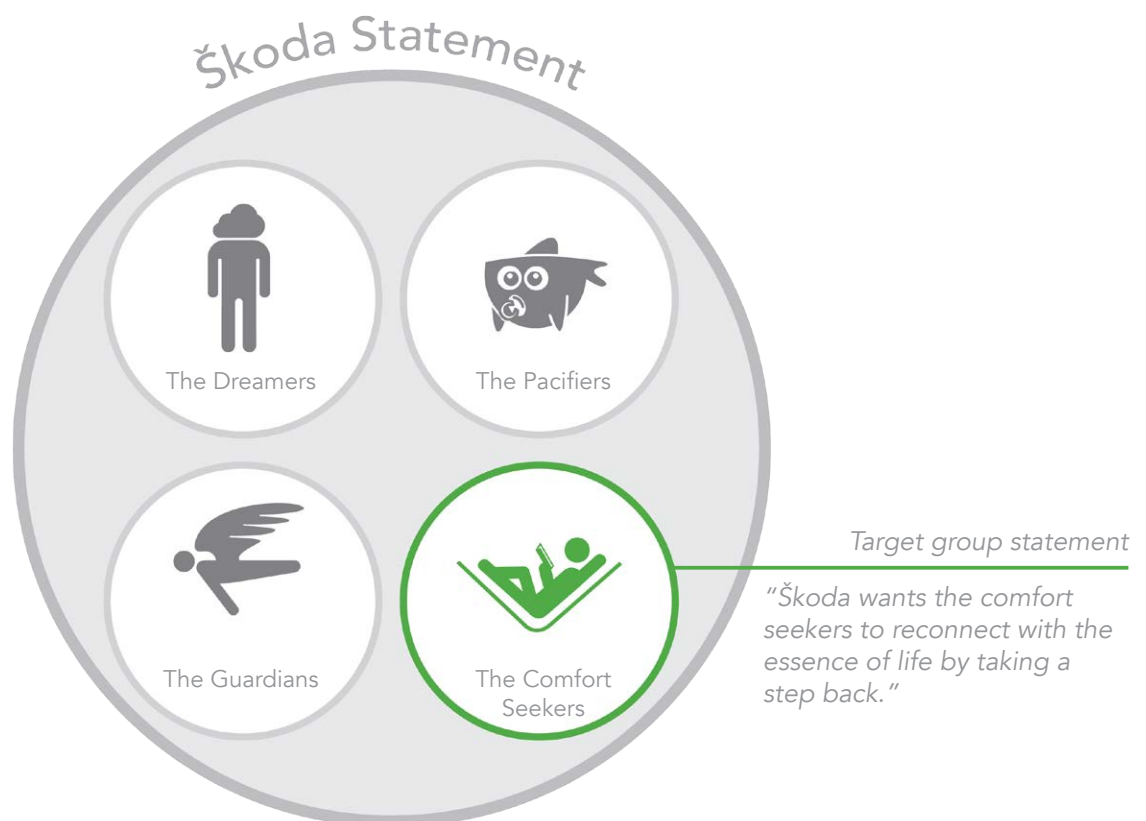 Škoda Statement
The Dreamers
The Pacifiers
The Guardians
The Comfort
Seekers
Target group statement
“Škoda wants the comfort
seekers to reconnect with the
essence of life by taking a
step back.”